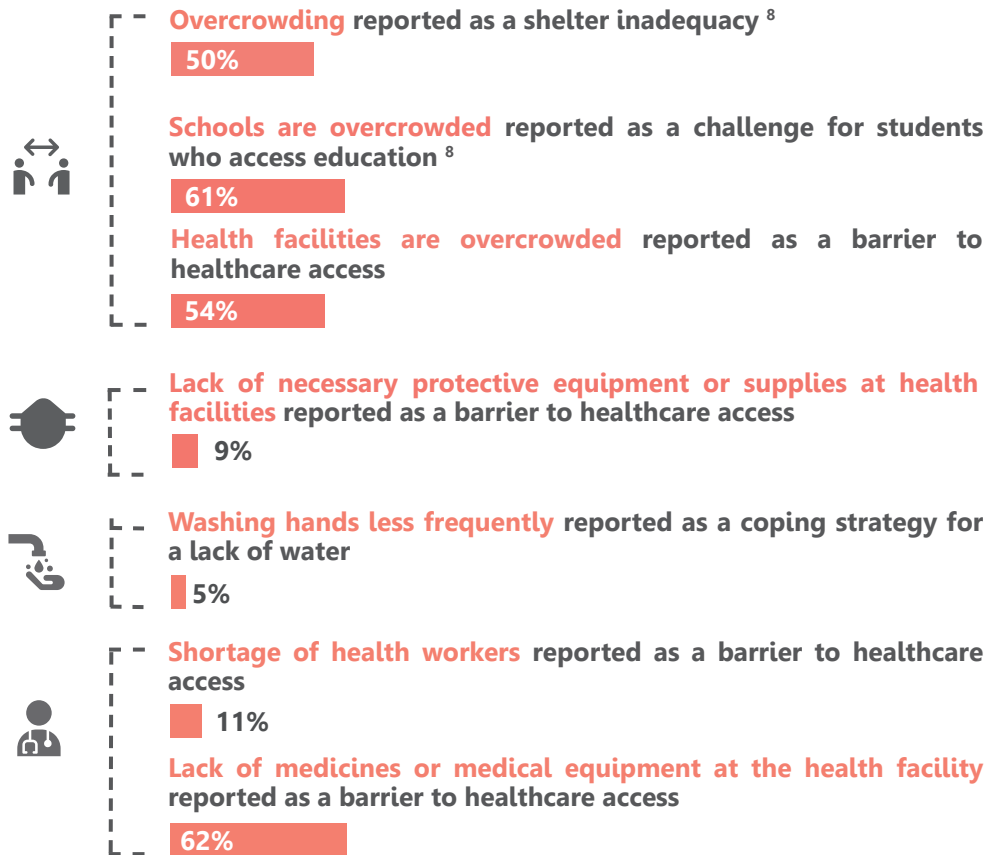 Overcrowding reported as a shelter inadequacy ⁸
50%
Schools are overcrowded reported as a challenge for students
who access education ⁸
61%
Health facilities are overcrowded reported as a barrier to
healthcare access
54%
Lack of necessary protective equipment or supplies at health
facilities reported as a barrier to healthcare access
9%
Washing hands less frequently reported as a coping strategy for
a lack of water
5%
Shortage of health workers reported as a barrier to healthcare
access
11%
Lack of medicines or medical equipment at the health facility
reported as a barrier to healthcare access
62%